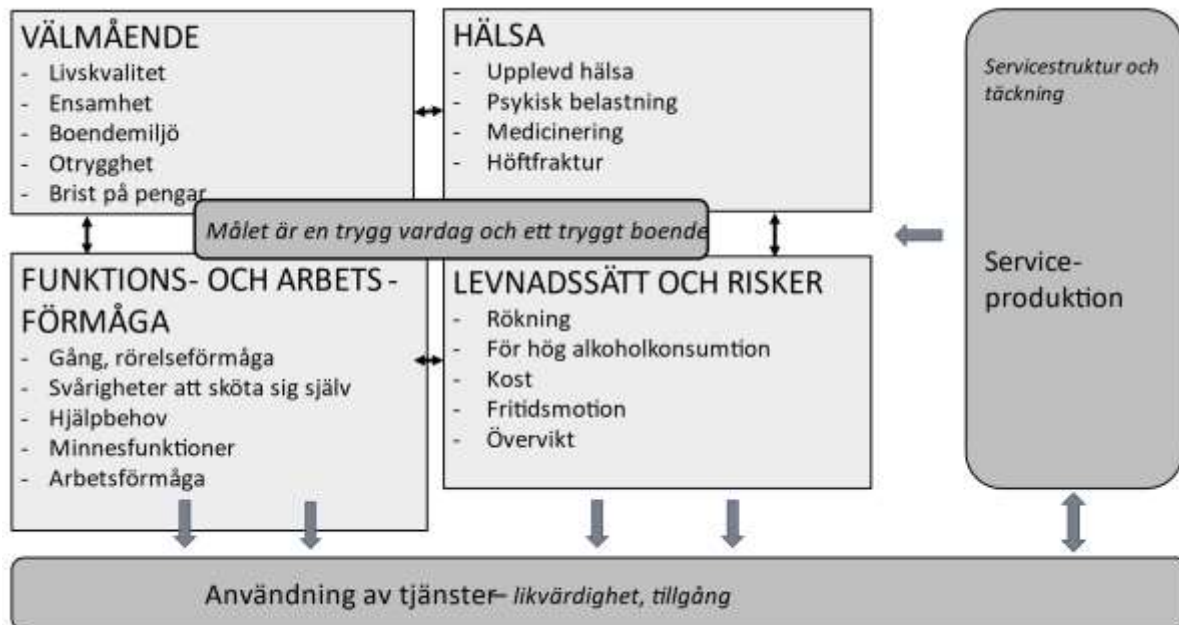 VÄLMÅENDE
- Livskvalitet
- Ensamhet
- Boendemiljö
- Otrygghet
- Brist på pengar
HÄLSA
- Upplevd hälsa
- Psykisk belastning
- Medicinering
- Höftfraktur
Målet är en trygg vardag och ett tryggt boende
FUNKTIONS- OCH ARBETS-
FÖRMÅGA
- Gång, rörelseförmåga
- Svårigheter att sköta sig själv
- Hjälpbehov
- Minnesfunktioner
- Arbetsförmåga
LEVNADSSÄTT OCH RISKER
- Rökning
- För hög alkoholkonsumtion
- Kost
- Fritidsmotion
- Övervikt
Servicestruktur och
täckning
Service-
produktion
Användning av tjänster– likvärdighet, tillgång